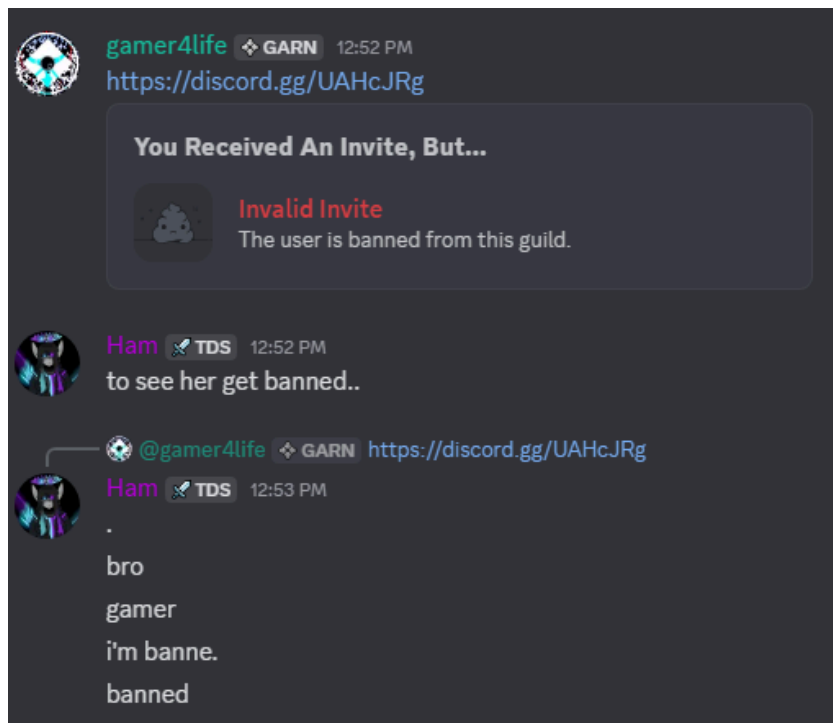 gamer4life GARN 12:52 PM
https://discord.gg/UAHcJRg
You Received An Invite, But...
Invalid Invite
The user is banned from this guild.
Ham TDS 12:52 PM
to see her get banned..
@gamer4life GARN https://discord.gg/UAHcJRg
Ham TDS 12:53 PM
.
bro
gamer
i'm banne.
banned